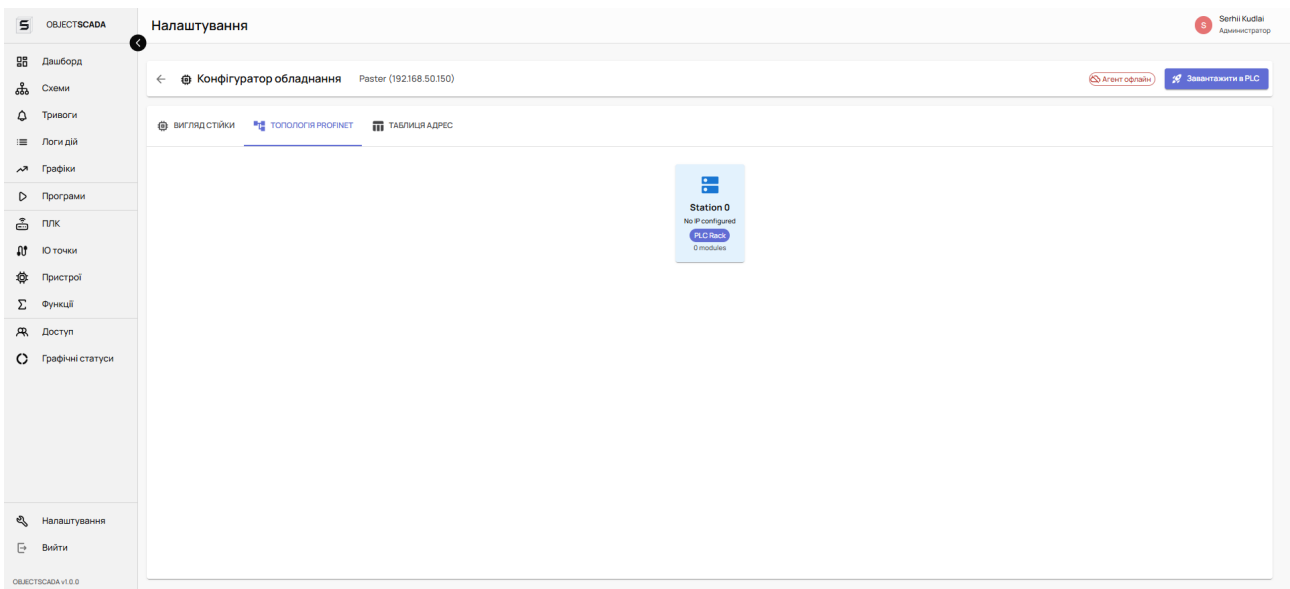 OBJECTSCADA
Налаштування
S
Serhii Kudlai
Администратор
Дашборд
Схеми
Тривоги
Логи дій
Графіки
Програми
ПЛК
IO точки
Пристрої
Функції
Доступ
Графічні статуси
Налаштування
Вийти
OBJECTSCADA v1.0.0
Конфігуратор обладнання
Paster (192.168.50.150)
Агент офлайн
Завантажити в PLC
ВИГЛЯД СТІЙКИ
ТОПОЛОГІЯ PROFINET
ТАБЛИЦЯ АДРЕС
Station 0
No IP configured
PLC Rack
0 modules